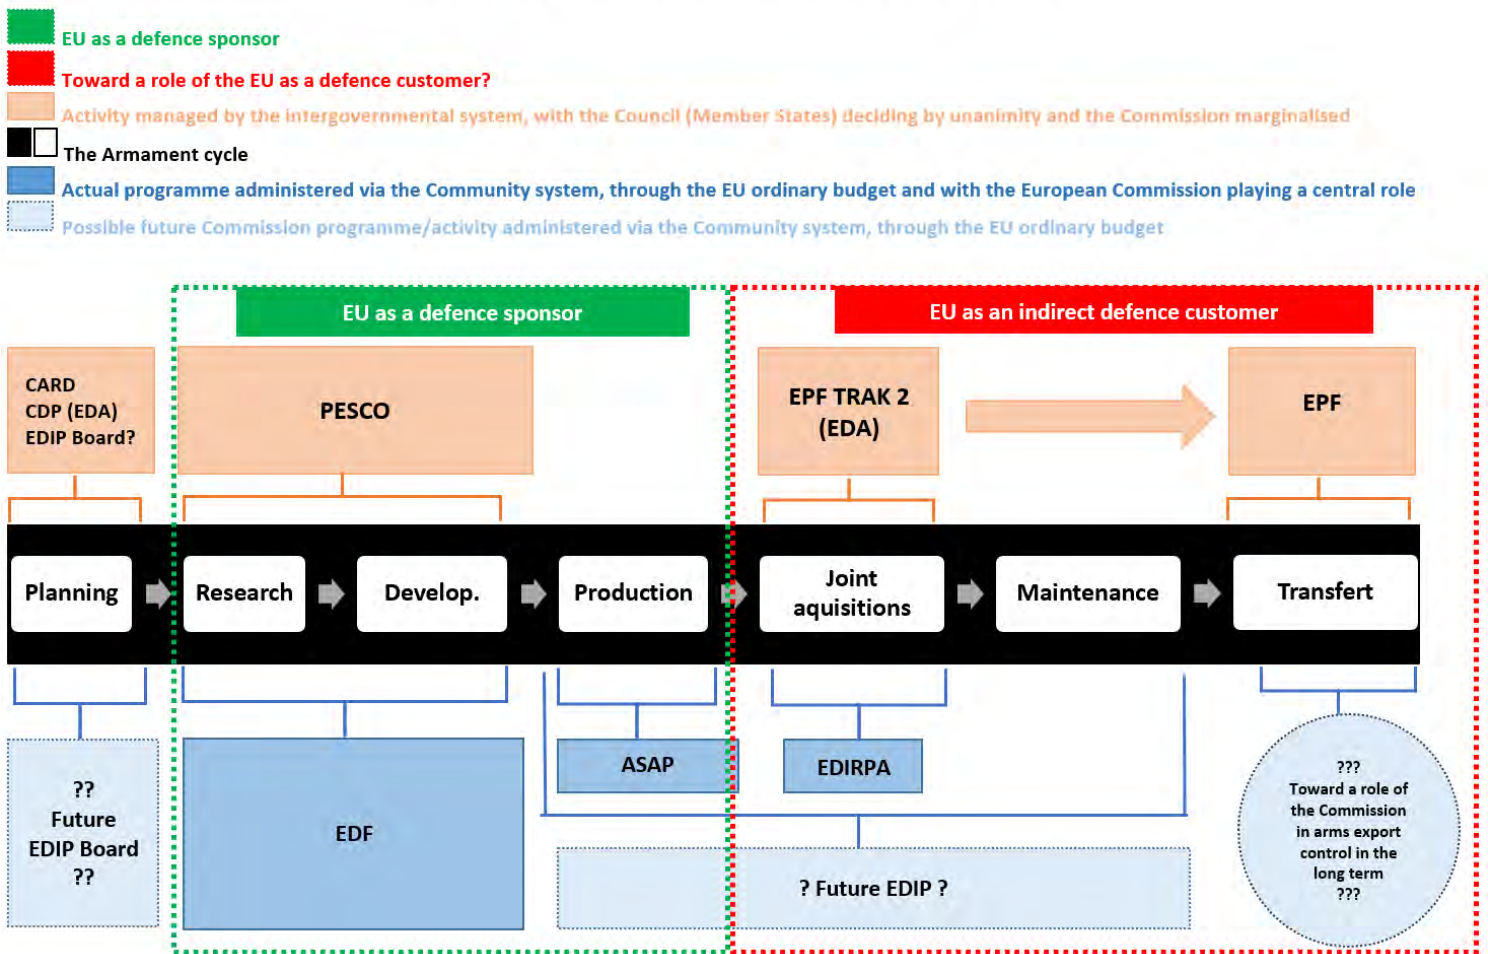 EU as a defence sponsor
Toward a role of the EU as a defence customer?
Activity managed by the intergovernmental system, with the Council (Member States) deciding by unanimity and the Commission marginalised
The Armament cycle
Actual programme administered via the Community system, through the EU ordinary budget and with the European Commission playing a central role
Possible future Commission programme/activity administered via the Community system, through the EU ordinary budget
EU as a defence sponsor
EU as an indirect defence customer
CARD
CDP (EDA)
EDIP Board?
PESCO
EPF TRAK 2
(EDA)
EPF
Planning
Research
Develop.
Production
Joint
aquisitions
Maintenance
Transfert
??
Future
EDIP Board
??
EDF
ASAP
EDIRPA
? Future EDIP ?
???
Toward a role of
the Commission
in arms export
control in the
long term
???